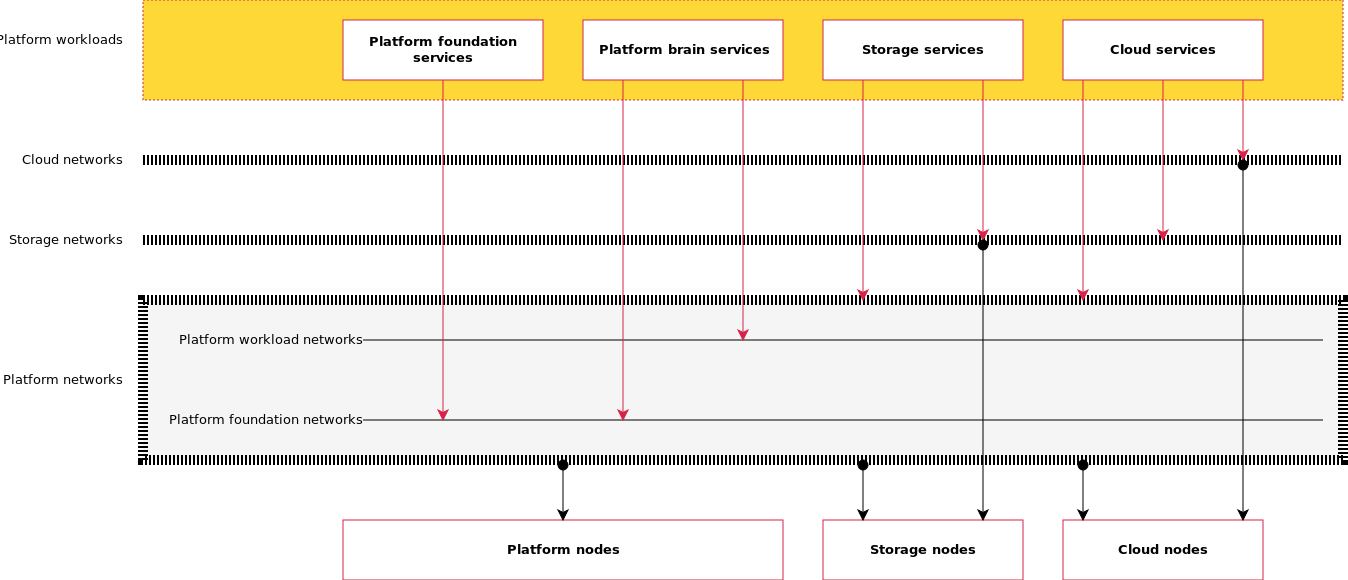 Platform workloads
Platform foundation
services
Platform brain services
Storage services
Cloud services
Cloud networks
Storage networks
Platform workload networks
Platform networks
Platform foundation networks
Platform nodes
Storage nodes
Cloud nodes